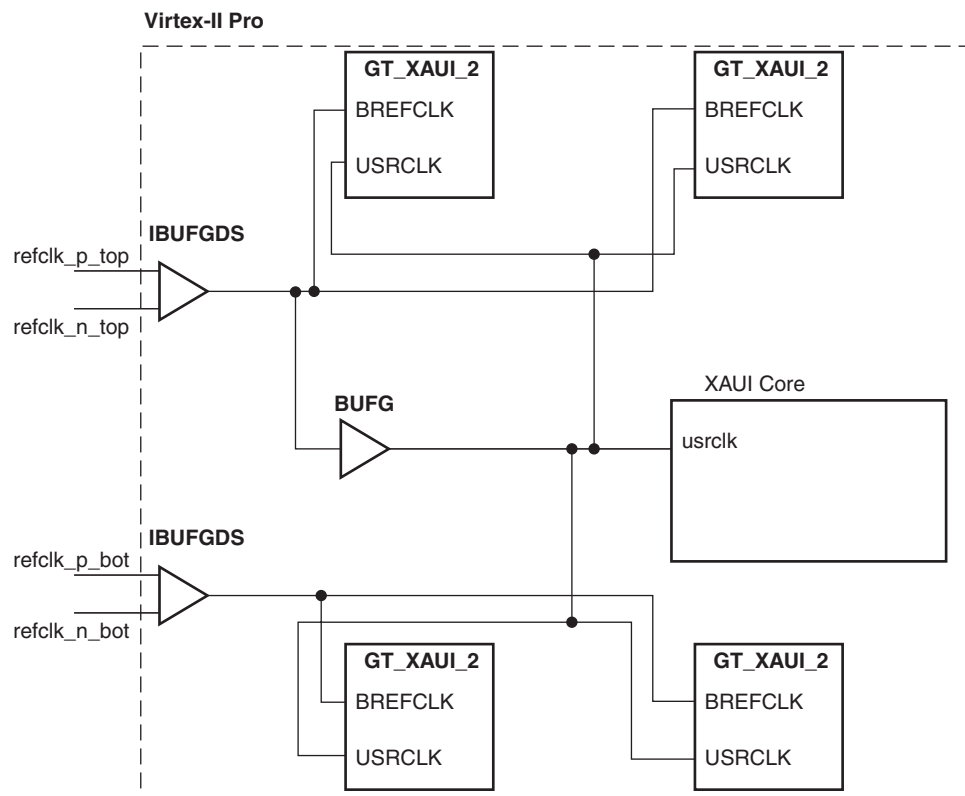 Virtex-II Pro
GT_XAUI_2
BREFCLK
USRCLK
GT_XAUI_2
BREFCLK
USRCLK
IBUFGDS
refclk_p_top
refclk_n_top
XAUI Core
BUFG
usrclk
IBUFGDS
refclk_p_bot
refclk_n_bot
GT_XAUI_2
BREFCLK
USRCLK
GT_XAUI_2
BREFCLK
USRCLK